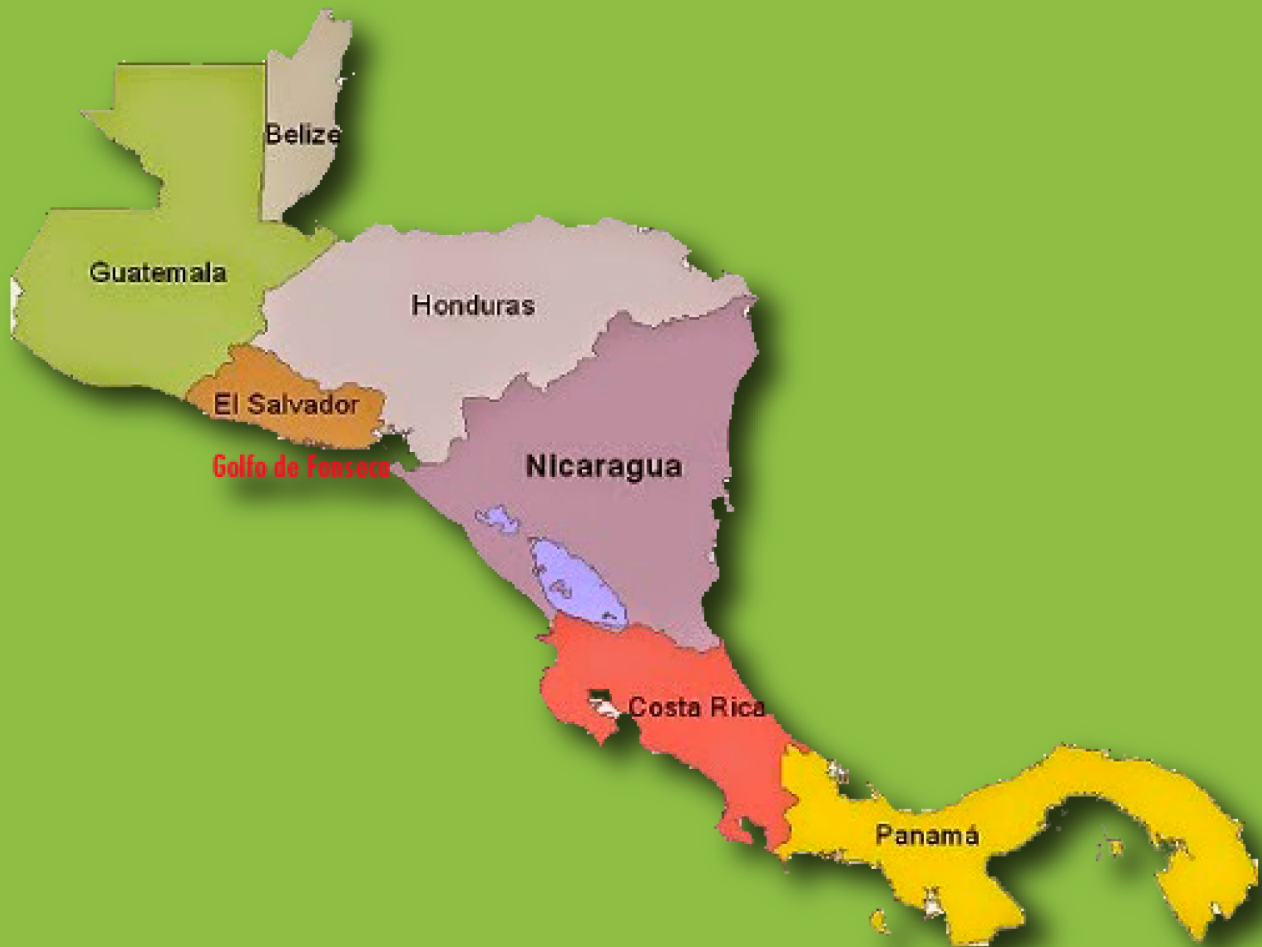 Belize
Guatemala
Honduras
El Salvador
Golfo de Fonseca
Nicaragua
Costa Rica
Panamá